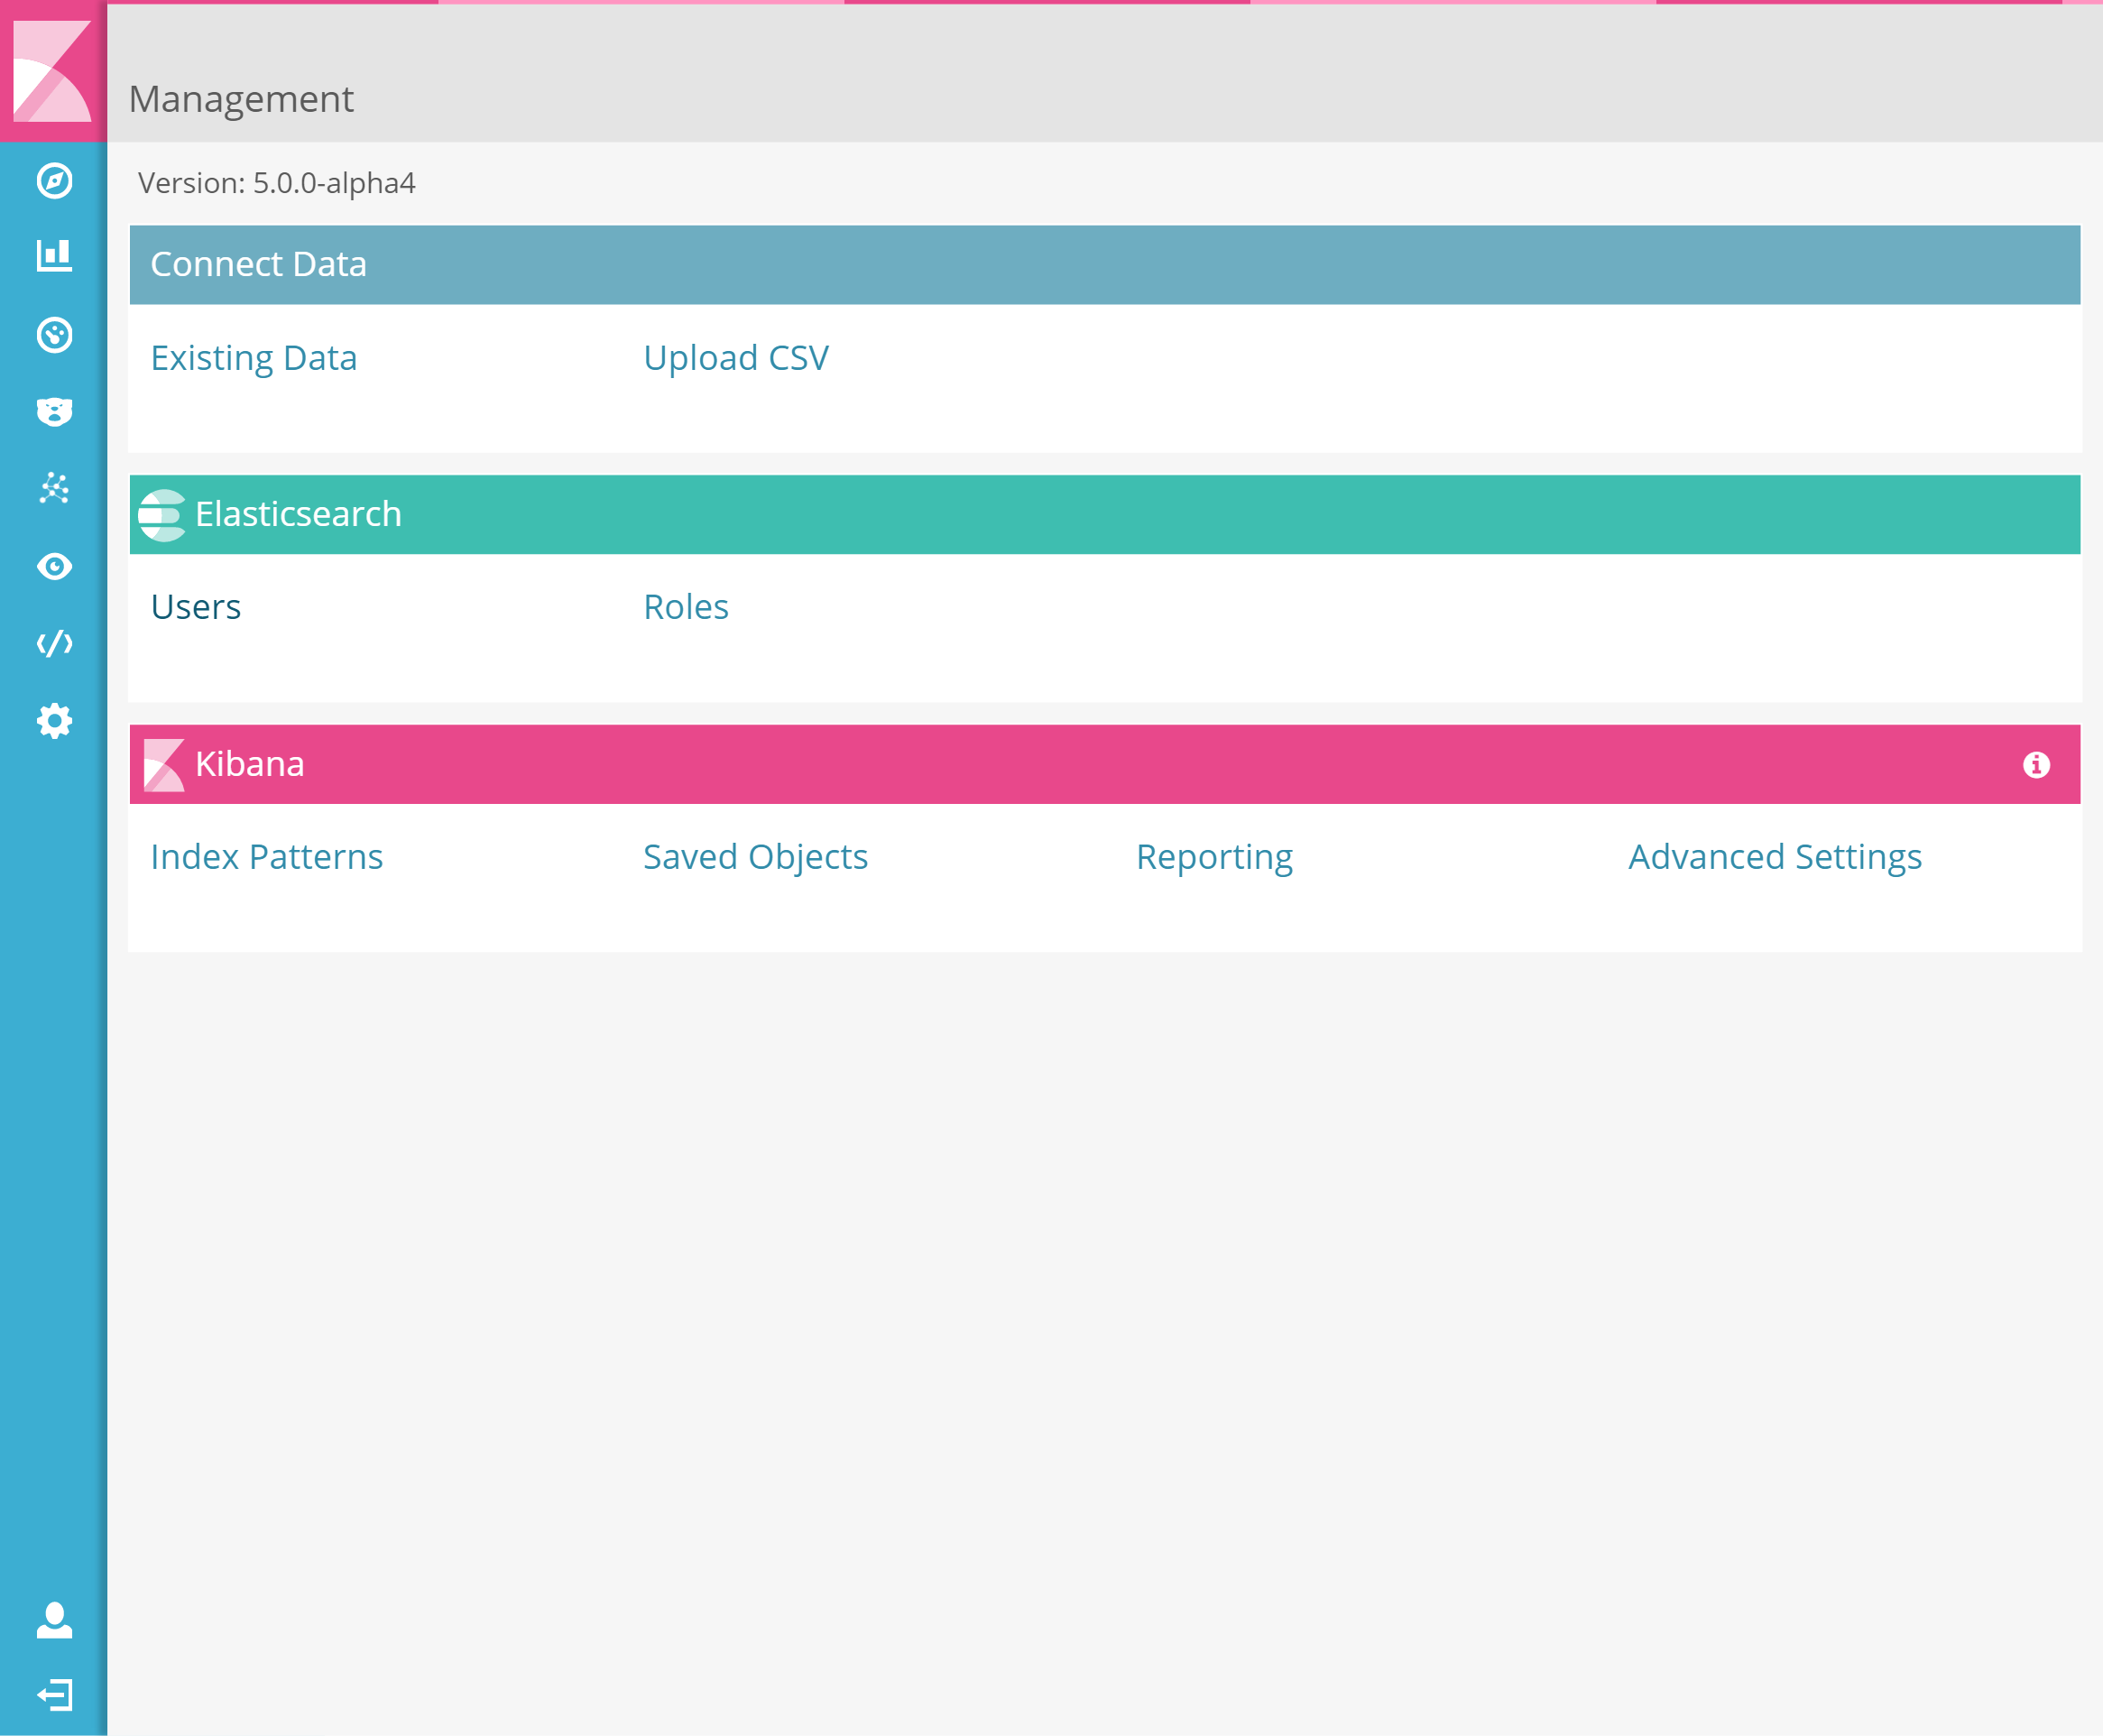 Management
Version: 5.0.0-alpha4
Connect Data
Existing Data Upload CSV
Elasticsearch
Users Roles
Kibana
Index Patterns Saved Objects Reporting Advanced Settings